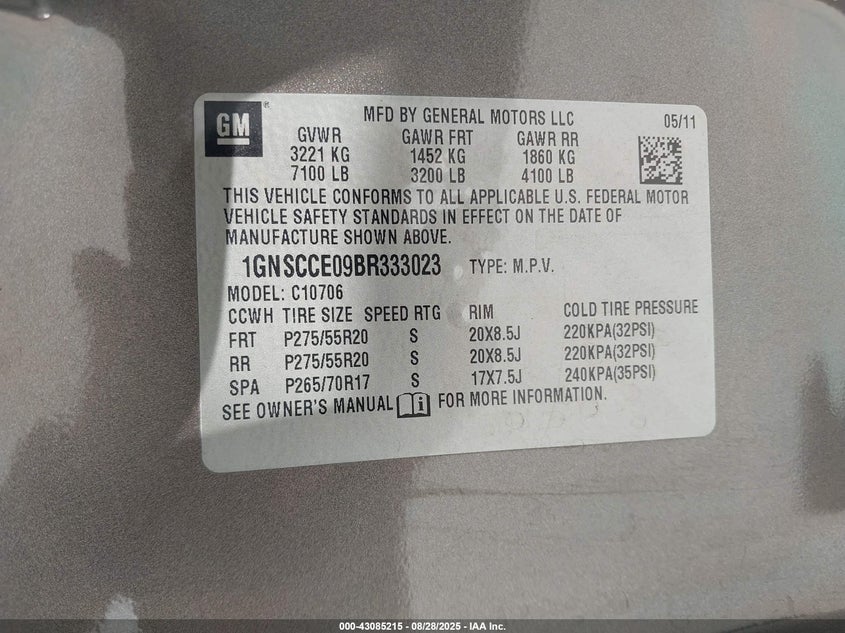 GM®
MFD BY GENERAL MOTORS LLC 05/11
GVWR GAWR FRT GAWR RR
3221 KG 1452 KG 1860 KG
7100 LB 3200 LB 4100 LB
THIS VEHICLE CONFORMS TO ALL APPLICABLE U.S. FEDERAL MOTOR
VEHICLE SAFETY STANDARDS IN EFFECT ON THE DATE OF
MANUFACTURE SHOWN ABOVE.
1GNSCCE09BR333023 TYPE: M.P.V.
MODEL: C10706
CCWH TIRE SIZE SPEED RTG RIM COLD TIRE PRESSURE
FRT P275/55R20 S 20X8.5J 220KPA(32PSI)
RR P275/55R20 S 20X8.5J 220KPA(32PSI)
SPA P265/70R17 S 17X7.5J 240KPA(35PSI)
SEE OWNER'S MANUAL i FOR MORE INFORMATION.
000-43085215 - 08/28/2025 - IAA Inc.